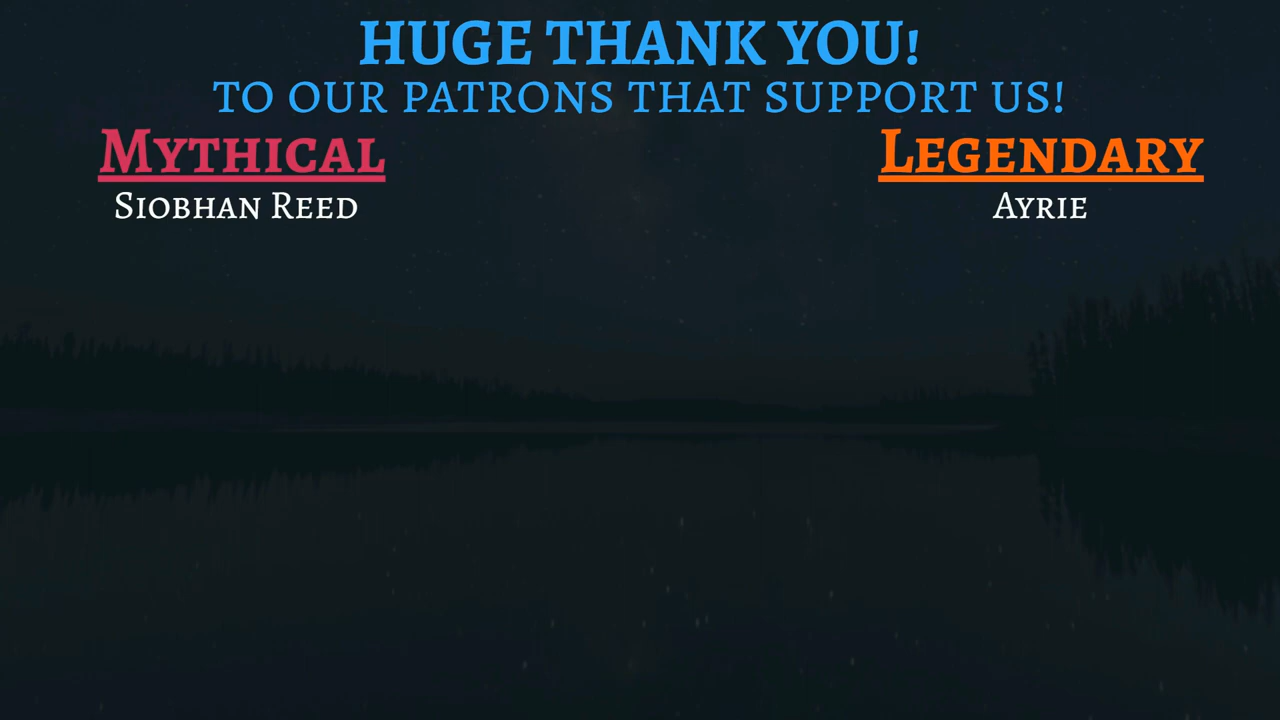 HUGE THANK YOU!
TO OUR PATRONS THAT SUPPORT US!
MYTHICAL
LEGENDARY
SIOBHAN REED
AYRIE